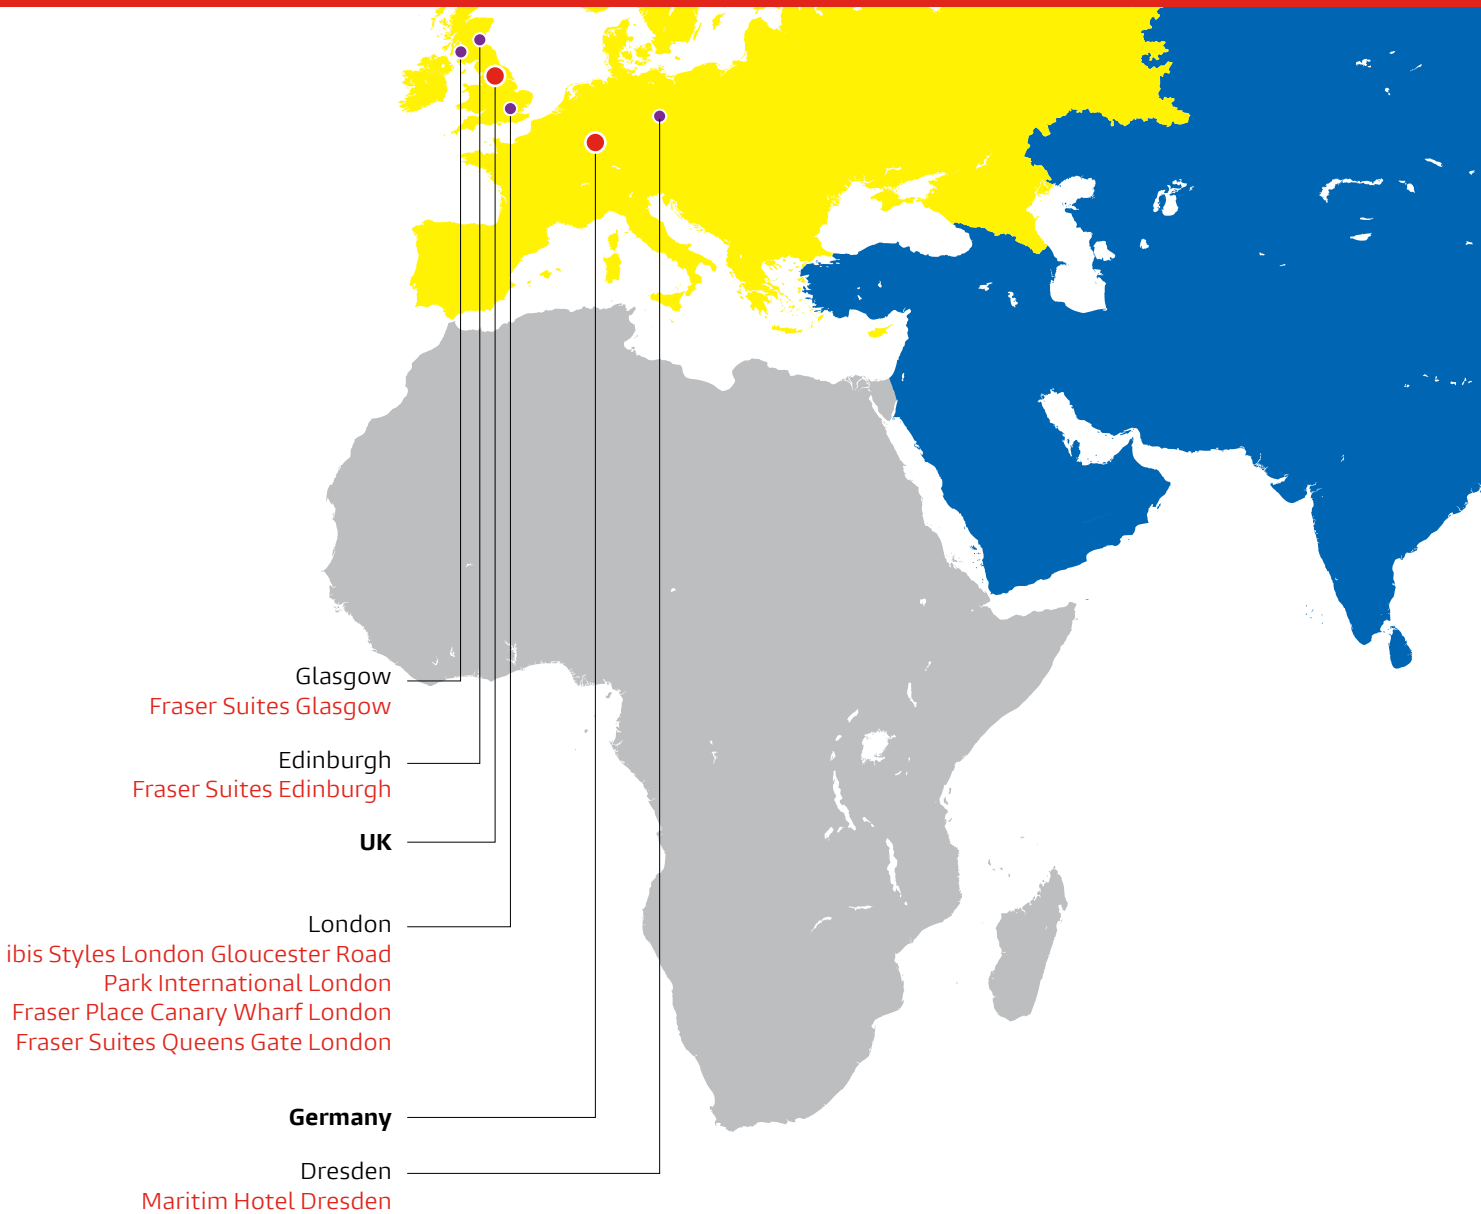 Glasgow
Fraser Suites Glasgow
Edinburgh
Fraser Suites Edinburgh
UK
London
ibis Styles London Gloucester Road
Park International London
Fraser Place Canary Wharf London
Fraser Suites Queens Gate London
Germany
Dresden
Maritim Hotel Dresden